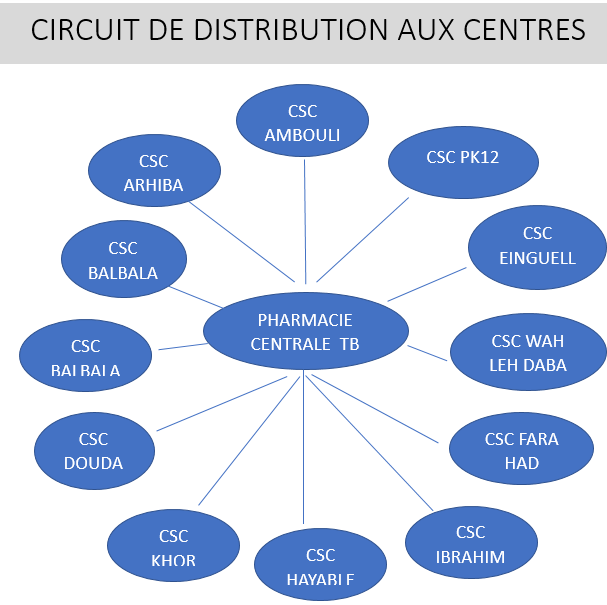 CIRCUIT DE DISTRIBUTION AUX CENTRES
CSC
AMBOULI
CSC PK12
CSC
ARHIBA
CSC
EINGUELL
CSC
BALBALA
PHARMACIE
CENTRALE TB
CSC WAH
LEH DABA
CSC
BALBALA
CSC FARA
HAD
CSC
DOUDA
CSC
IBRAHIM
CSC
KHOR
CSC
HAYABLE